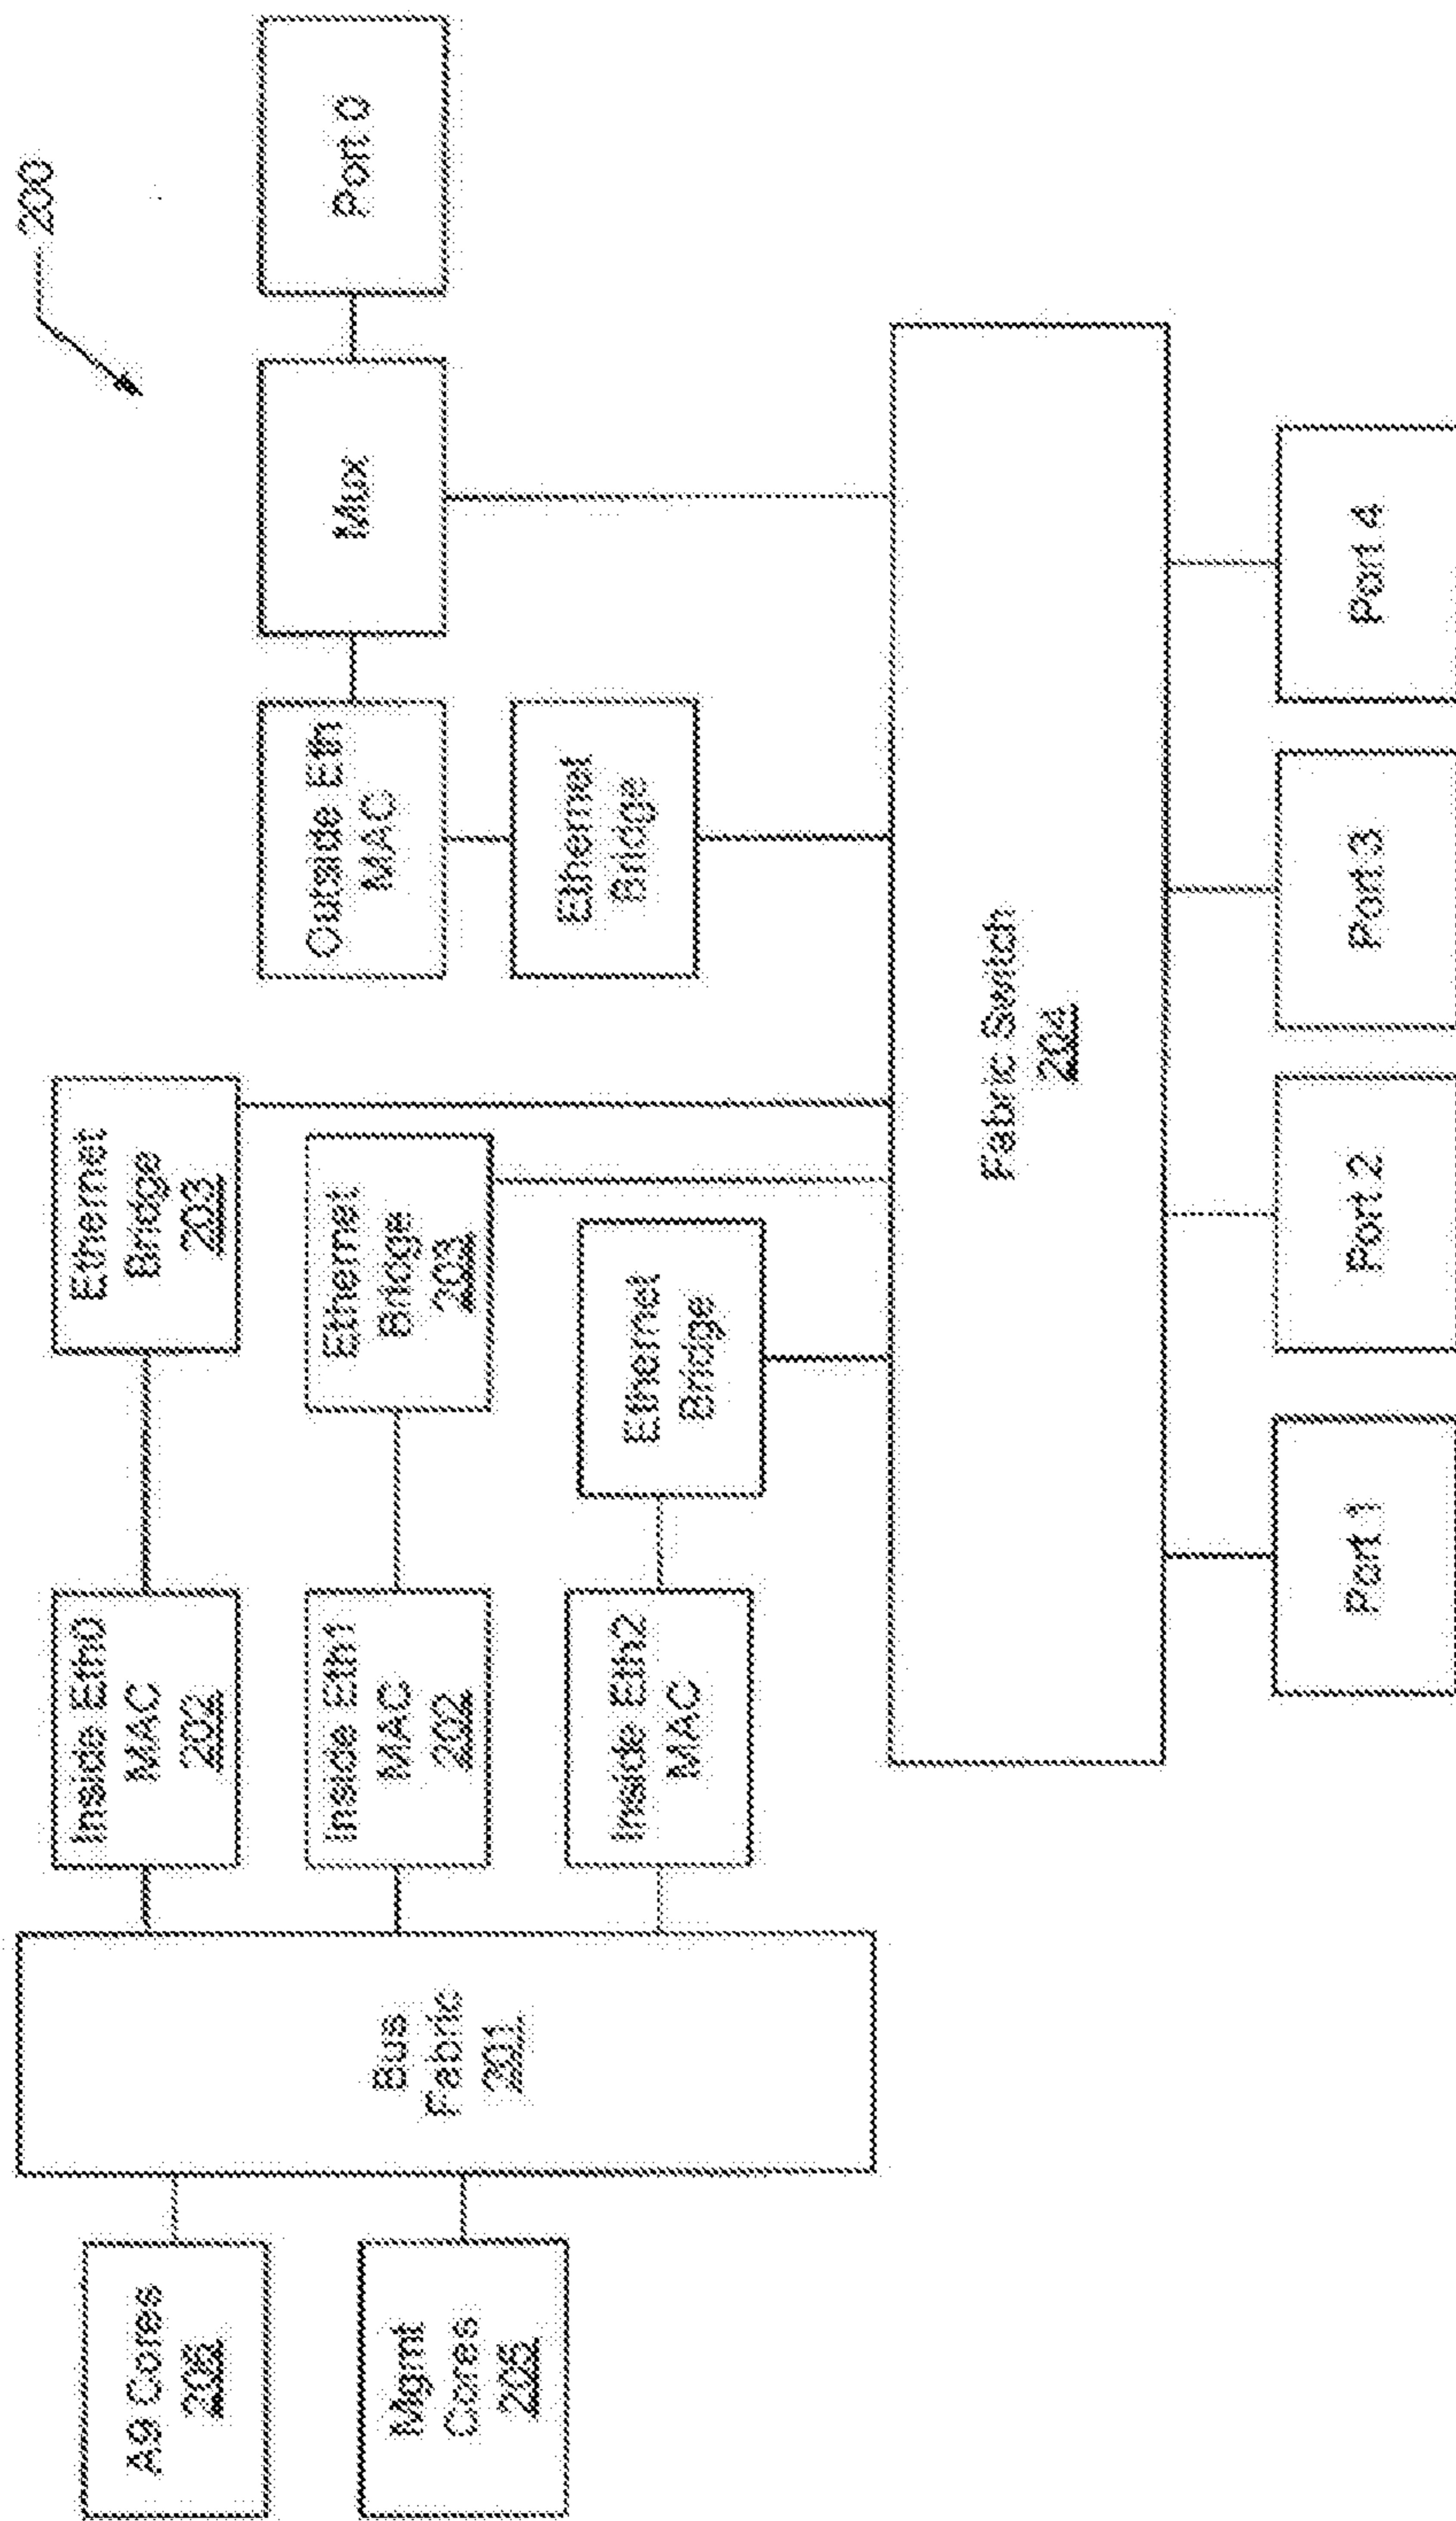 200
A9 Cores
Mgmt
Cores
205
Bus
Fabric
201
Inside Eth0
MAC
202
Inside Eth1
MAC
202
Inside Eth2
MAC
Ethernet
Bridge
203
Ethernet
Bridge
203
Ethernet
Bridge
Outside Eth
MAC
Ethernet
Bridge
Mux
Port 0
Fabric Switch
204
Port 1
Port 2
Port 3
Port 4